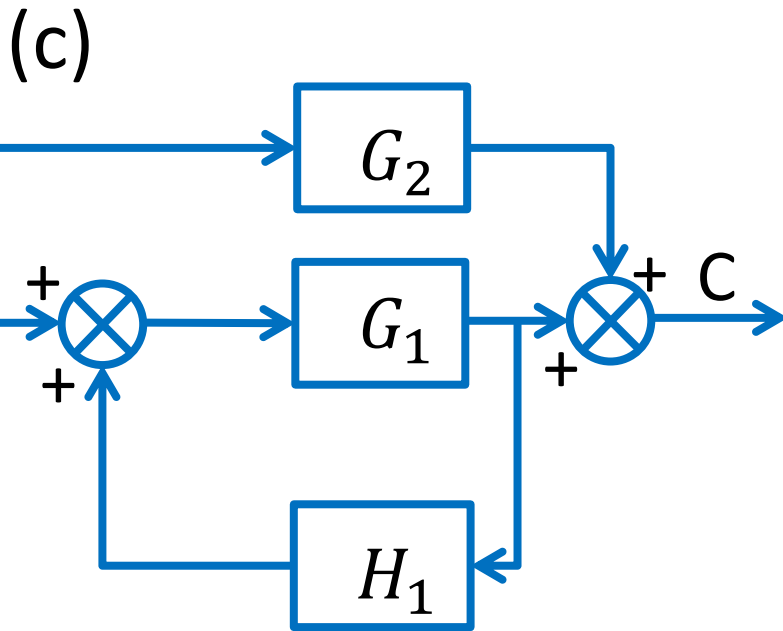 (c)
G₂
+ C
+
G₁
+
+
H₁